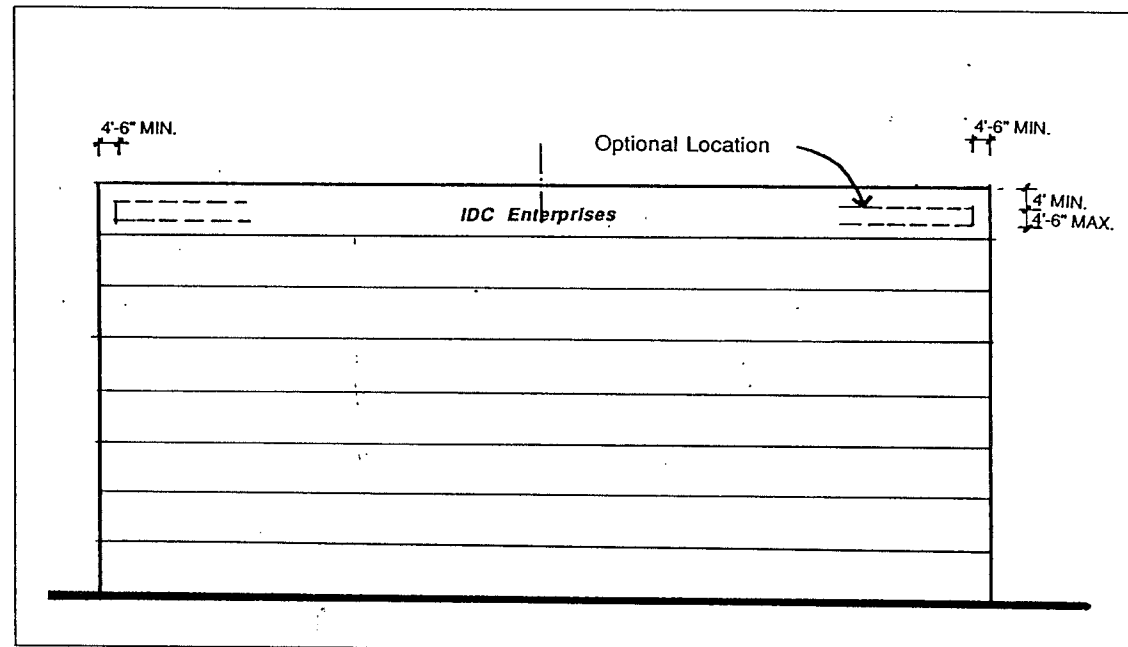 4'-6" MIN.
4'-6" MIN.
Optional Location
4' MIN.
IDC Enterprises
4'-6" MAX.